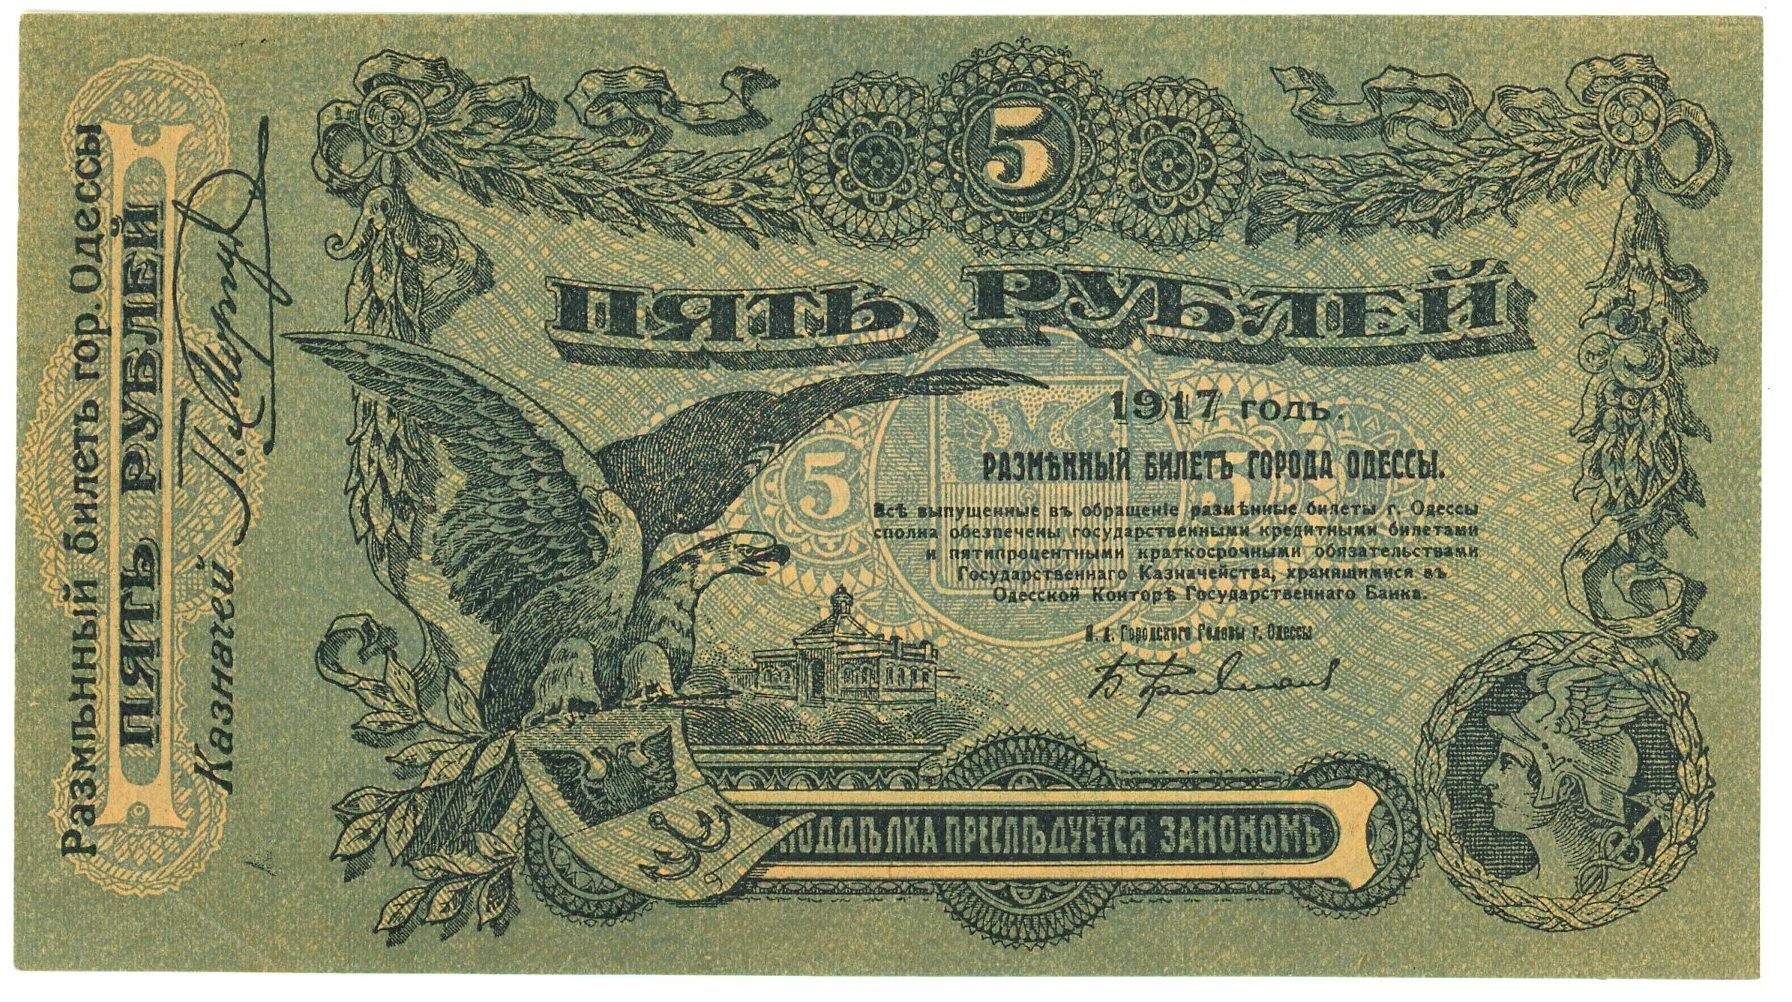 Размѣнный билетъ гор. Одессы
ПЯТЬ РУБЛЕЙ
Казначей
5
ПЯТЬ РУБЛЕЙ
1917 годъ.
РАЗМѢННЫЙ БИЛЕТЪ ГОРОДА ОДЕССЫ.
5 5
Всѣ выпущенные въ обращеніе размѣнные билеты г. Одессы
сполна обезпечены государственными кредитными билетами
и пятипроцентными краткосрочными обязательствами
Государственнаго Казначейства, хранящимися въ
Одесской Конторѣ Государственнаго Банка.
И. д. Городского Головы г. Одессы
ПОДДѢЛКА ПРЕСЛѢДУЕТСЯ ЗАКОНОМЪ